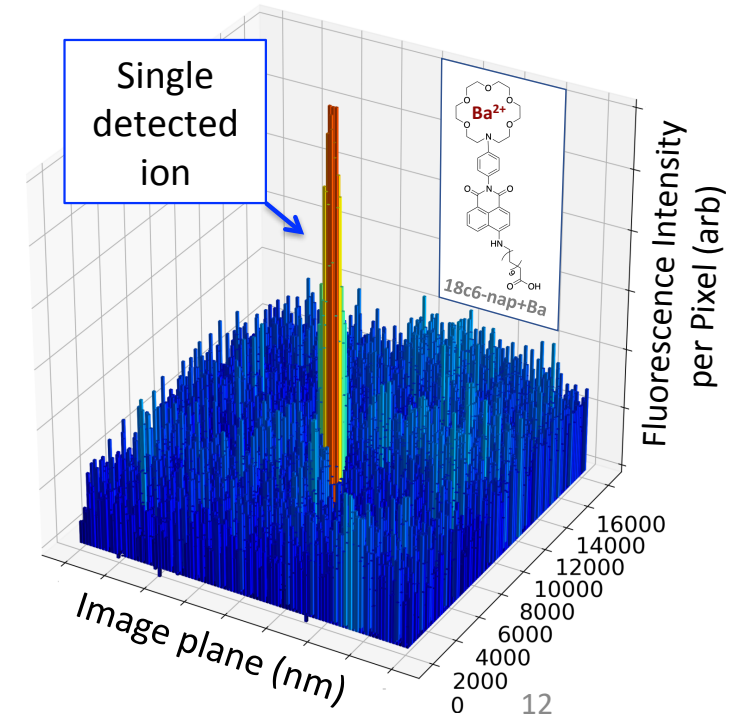 Single
detected
ion
Ba²⁺
O
O
O
O
O
N
O
N
O
HN
9
O
OH
18c6-nap+Ba
Fluorescence Intensity
per Pixel (arb)
16000
14000
12000
10000
8000
6000
4000
2000
0
Image plane (nm)
12